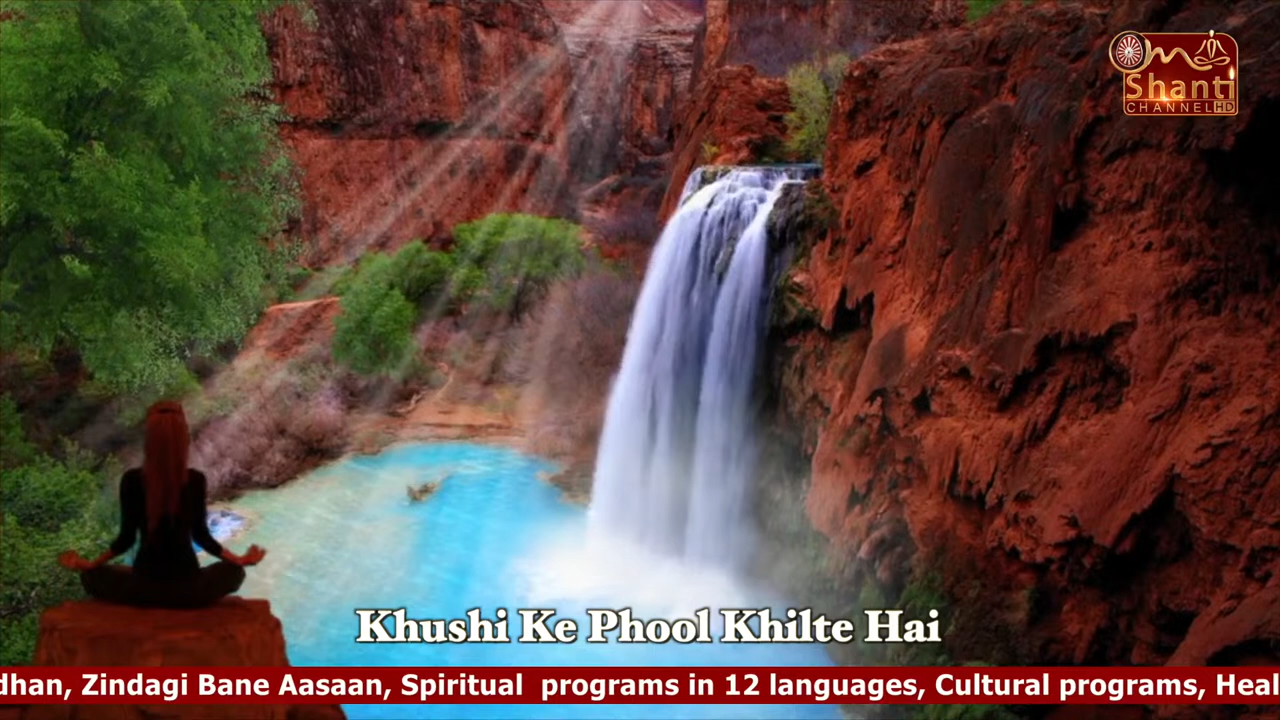 Om
Shanti
CHANNEL HD
Khushi Ke Phool Khilte Hai
dhan, Zindagi Bane Aasaan, Spiritual programs in 12 languages, Cultural programs, Heal